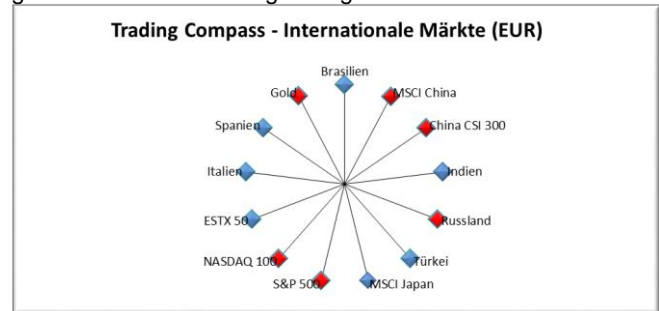 Trading Compass - Internationale Märkte (EUR)
Brasilien
Gold
MSCI China
Spanien
China CSI 300
Italien
Indien
ESTX 50
Russland
NASDAQ 100
Türkei
S&P 500
MSCI Japan